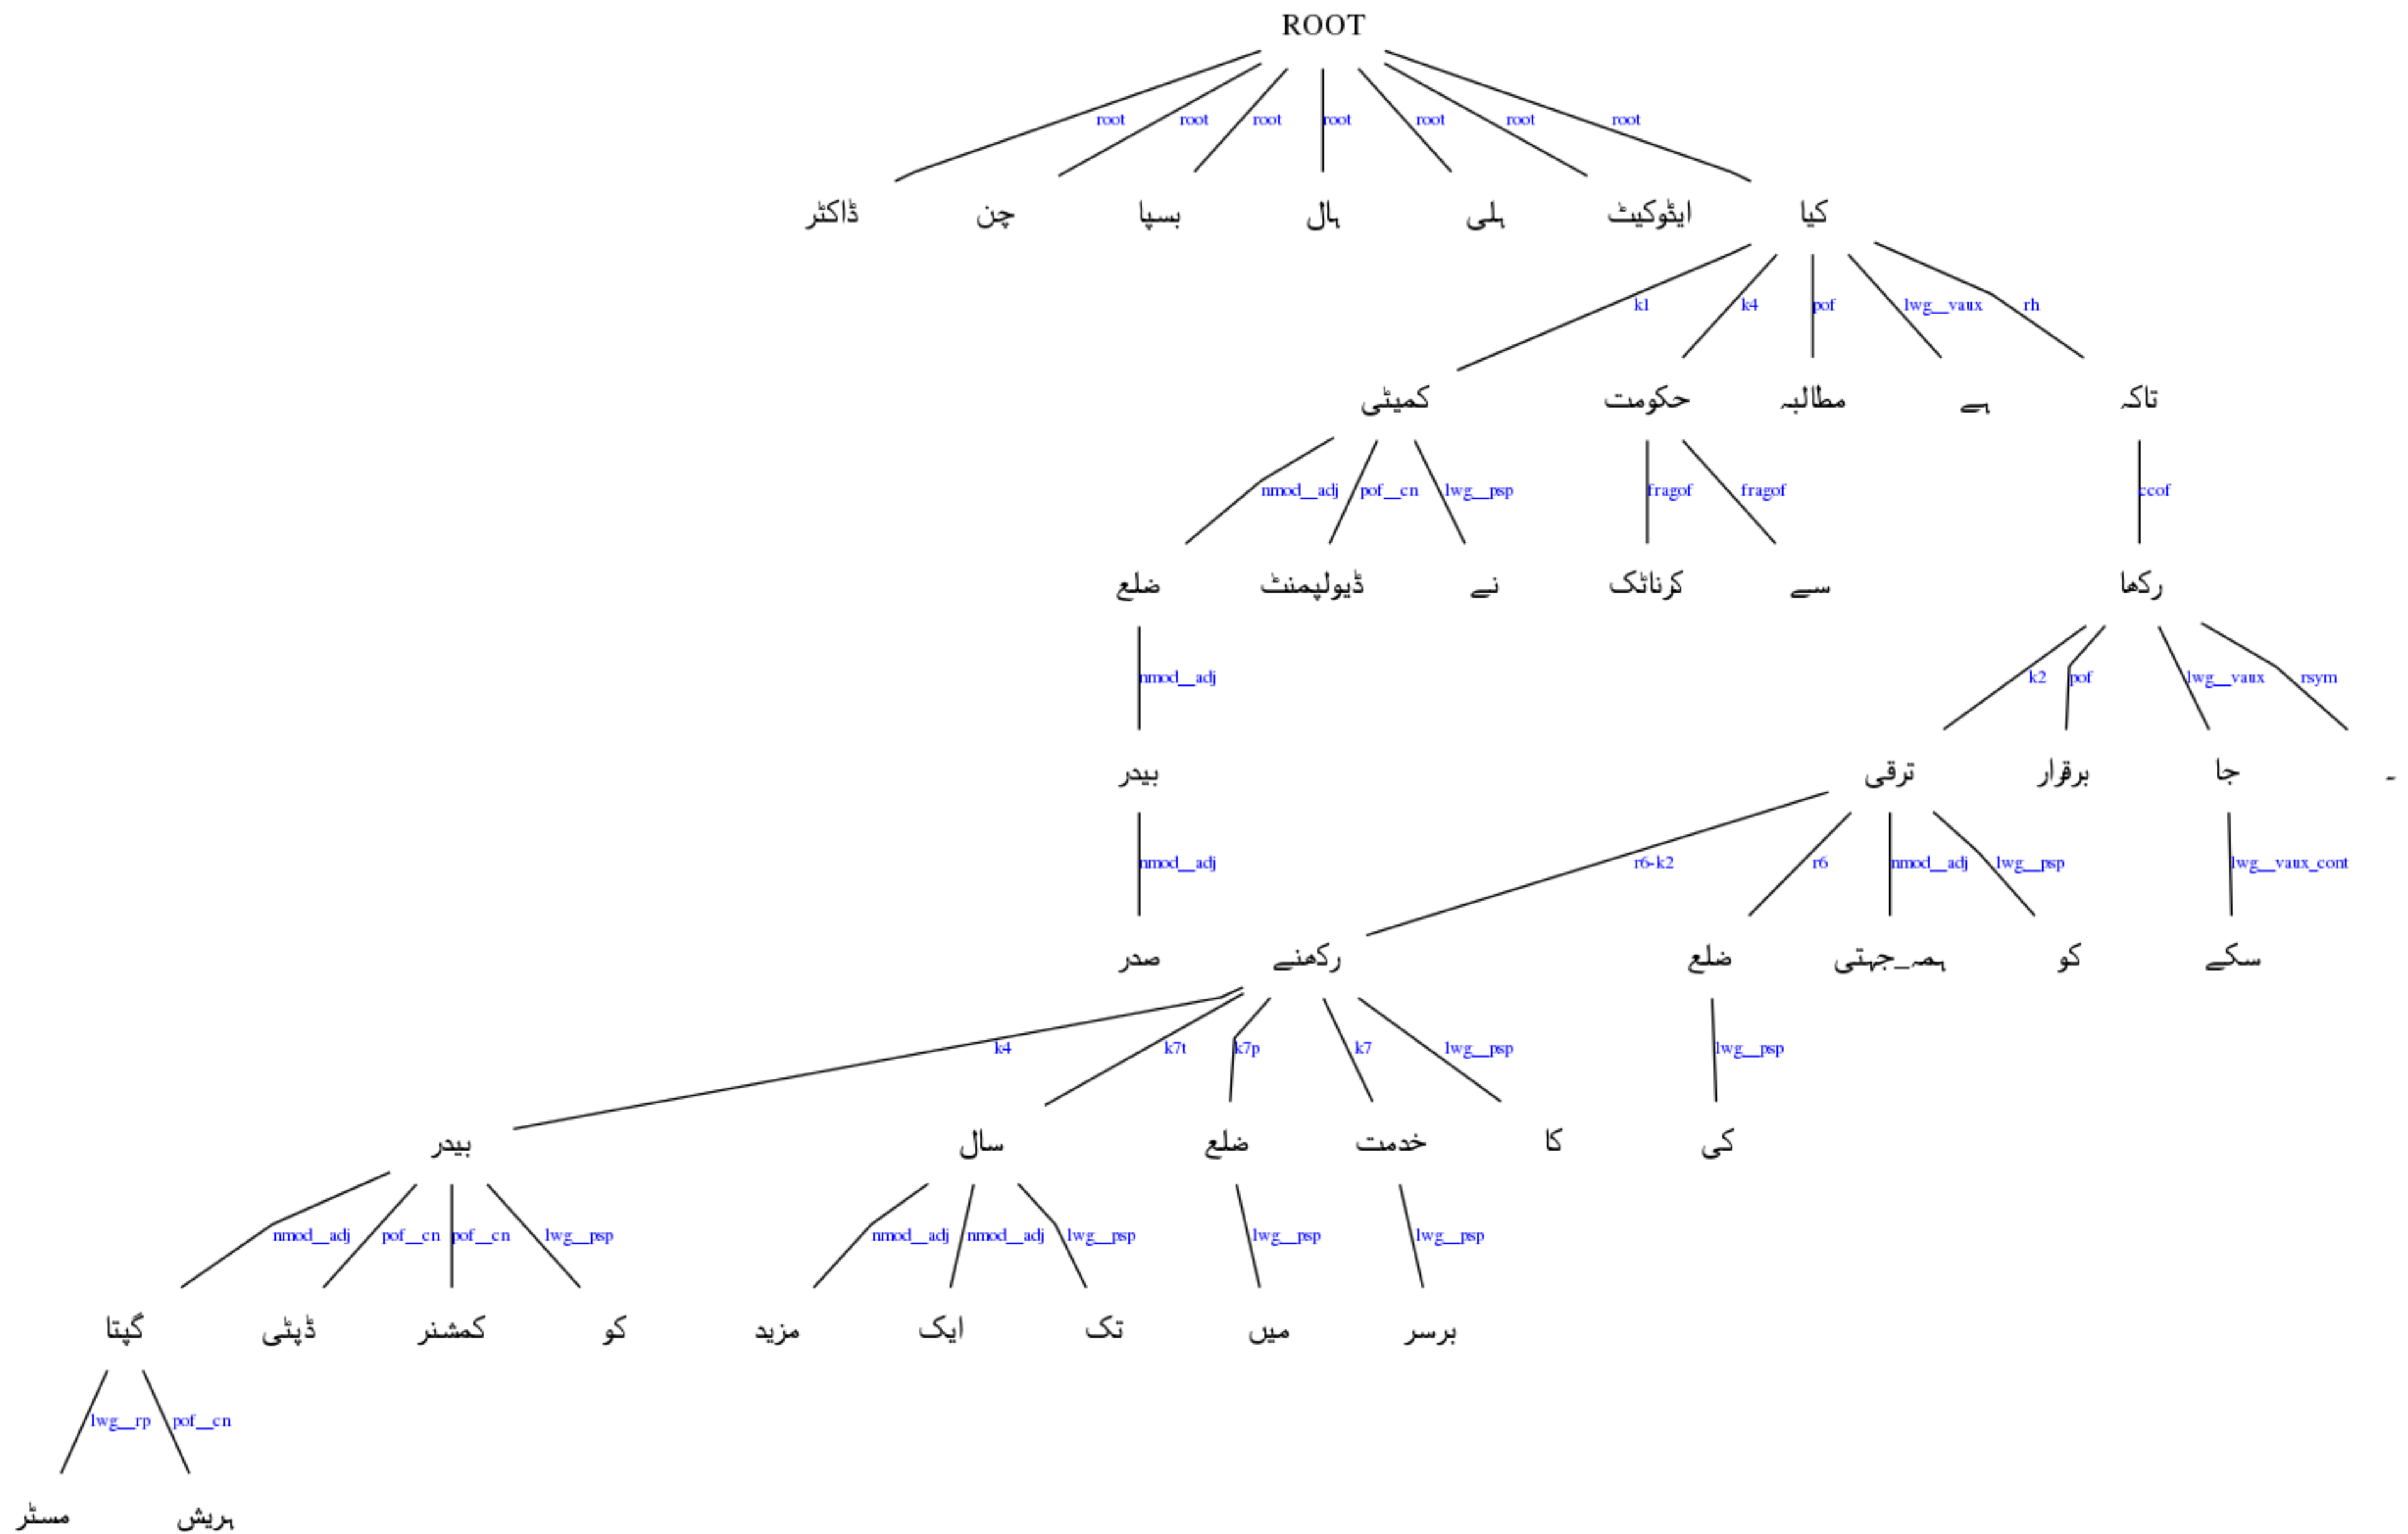 ROOT
root root root root root root root
ڈاکٹر چن بسپا ہال ہلی ایڈوکیٹ کیا
k1 k4 pof lwg__vaux rh
کمیٹی حکومت مطالبہ ہے تاکہ
nmod__adj pof__cn lwg__psp fragof fragof ccof
ضلع ڈیولپمنٹ نے کرناٹک سے رکھا
nmod__adj k2 pof lwg__vaux rsym
بیدر ترقی برقرار جا ۔
nmod__adj r6-k2 r6 nmod__adj lwg__psp lwg__vaux_cont
صدر رکھنے ضلع ہمہ_جہتی کو سکے
k4 k7t k7p k7 lwg__psp lwg__psp
بیدر سال ضلع خدمت کا کی
nmod__adj pof__cn pof__cn lwg__psp nmod__adj nmod__adj lwg__psp lwg__psp lwg__psp
گپتا ڈپٹی کمشنر کو مزید ایک تک میں برسر
lwg__rp pof__cn
مسٹر ہریش